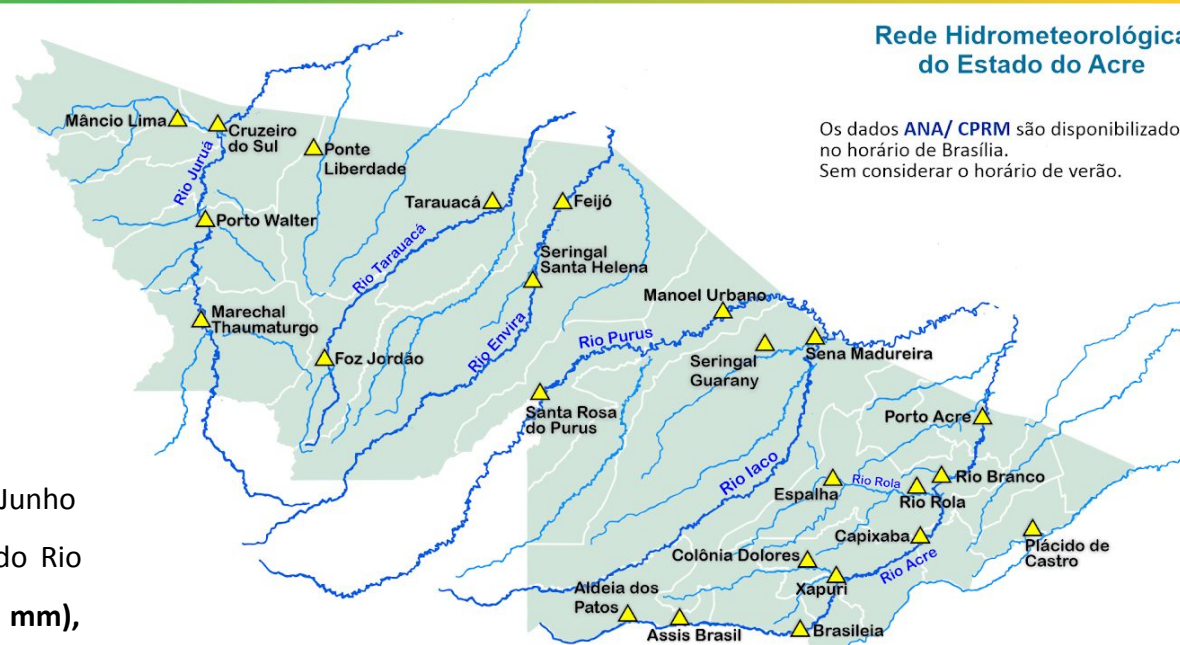 Rede Hidrometeorológica
do Estado do Acre
Os dados ANA/ CPRM são disponibilizado
no horário de Brasília.
Sem considerar o horário de verão.
Mâncio Lima
Cruzeiro
do Sul
Ponte
Liberdade
Rio Juruá
Porto Walter
Tarauacá
Feijó
Rio Tarauacá
Seringal
Santa Helena
Marechal
Thaumaturgo
Foz Jordão
Rio Envira
Manoel Urbano
Rio Purus
Seringal
Guarany
Sena Madureira
Santa Rosa
do Purus
Porto Acre
Rio Iaco
Espalha
Rio Rola
Rio Rola
Rio Branco
Capixaba
Plácido de
Castro
Colônia Dolores
Rio Acre
Xapuri
Aldeia dos
Patos
Assis Brasil
Brasileia
Junho
do Rio
mm),